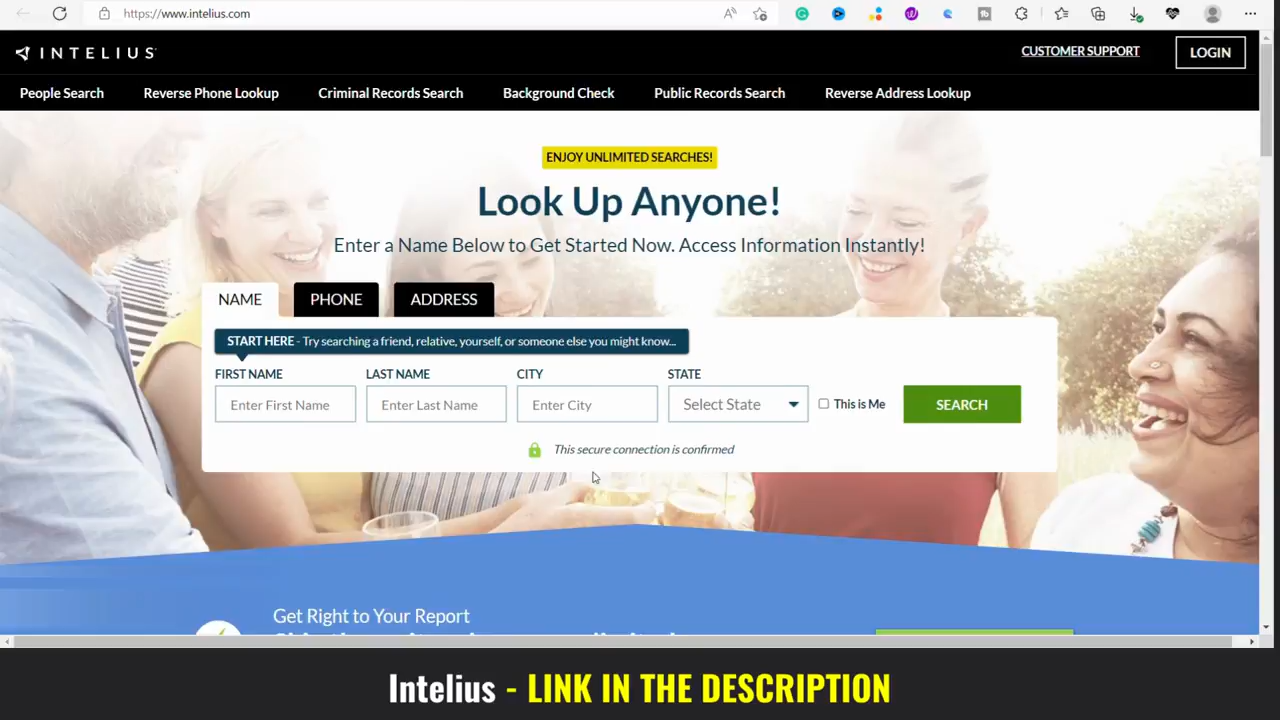 https://www.intelius.com
INTELIUS
CUSTOMER SUPPORT
LOGIN
People Search
Reverse Phone Lookup
Criminal Records Search
Background Check
Public Records Search
Reverse Address Lookup
ENJOY UNLIMITED SEARCHES!
Look Up Anyone!
Enter a Name Below to Get Started Now. Access Information Instantly!
NAME
PHONE
ADDRESS
START HERE - Try searching a friend, relative, yourself, or someone else you might know...
FIRST NAME
LAST NAME
CITY
STATE
Enter First Name
Enter Last Name
Enter City
Select State
This is Me
SEARCH
This secure connection is confirmed
Get Right to Your Report
Intelius - LINK IN THE DESCRIPTION